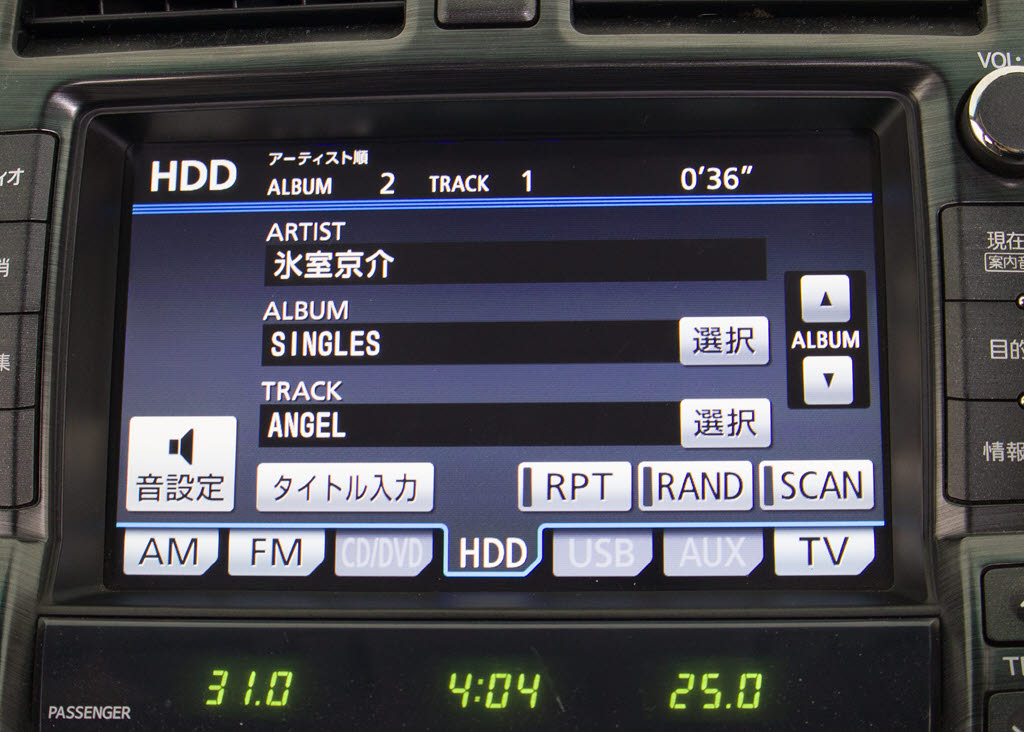 VOL
HDD
アーティスト順
ALBUM 2 TRACK 1 0'36"
ARTIST
氷室京介
ALBUM
SINGLES 選択
▲
ALBUM
▼
TRACK
ANGEL 選択
音設定
タイトル入力 RPT RAND SCAN
AM FM CD/DVD HDD USB AUX TV
31.0 4:04 25.0
PASSENGER
現在
案内音
目的
情報